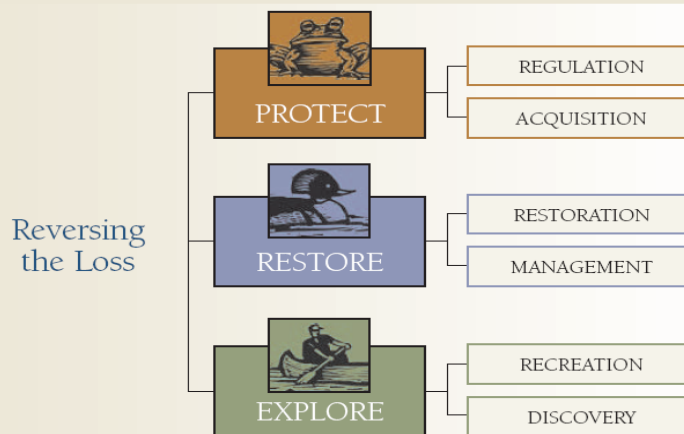 Reversing
the Loss
PROTECT
REGULATION
ACQUISITION
RESTORE
RESTORATION
MANAGEMENT
EXPLORE
RECREATION
DISCOVERY